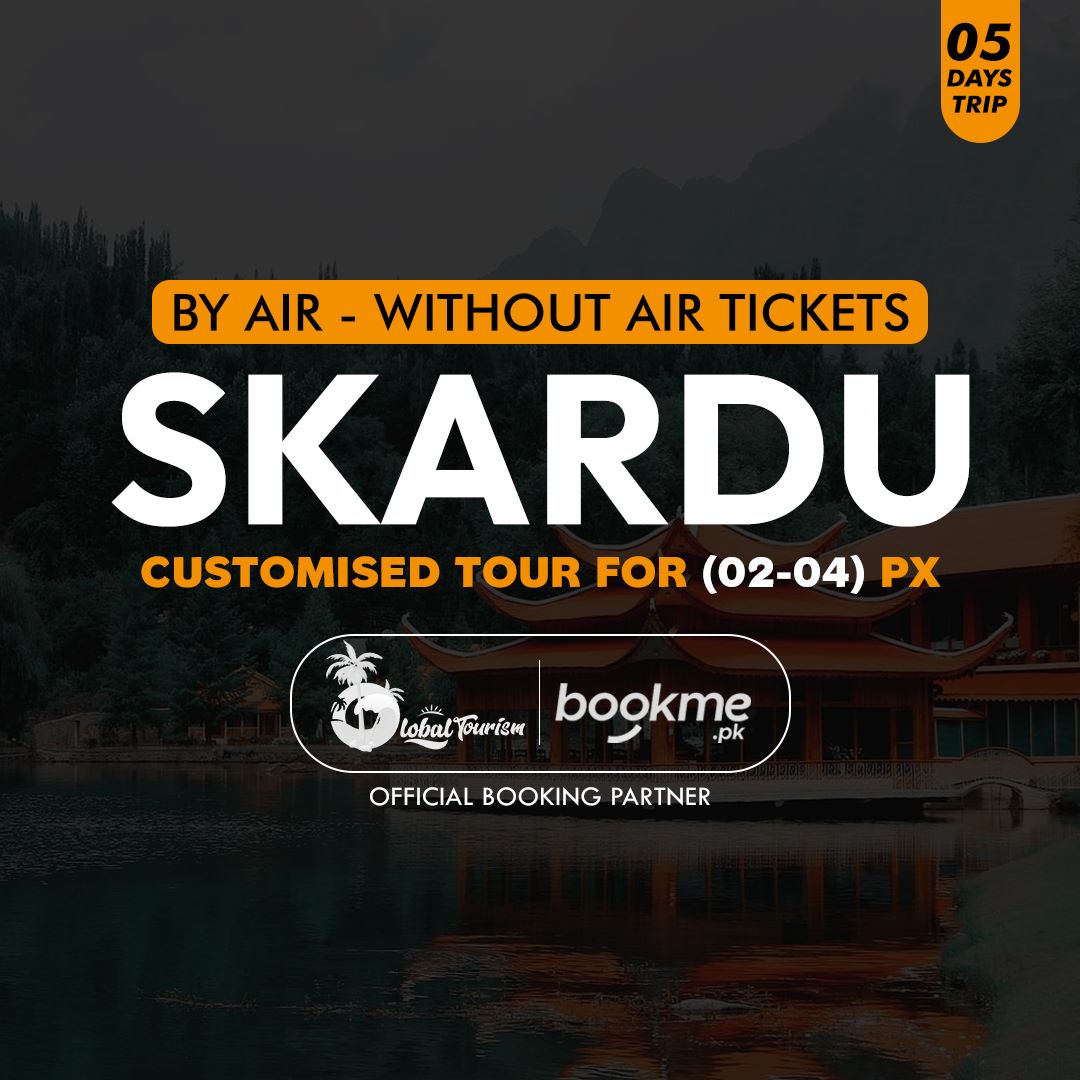 05
DAYS
TRIP
BY AIR - WITHOUT AIR TICKETS
SKARDU
CUSTOMISED TOUR FOR (02-04) PX
Global Tourism
bookme
.pk
OFFICIAL BOOKING PARTNER